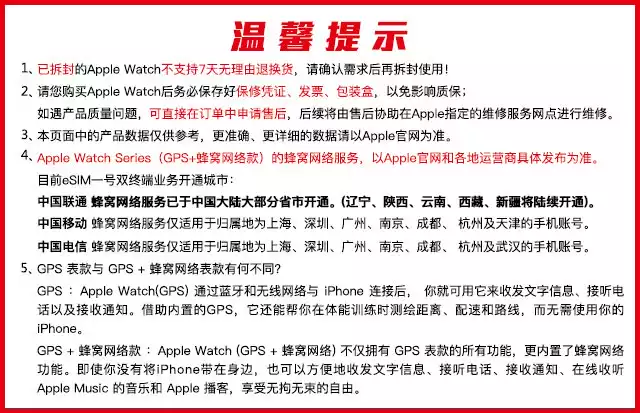 温馨提示
1、已拆封的Apple Watch不支持7天无理由退换货，请确认需求后再拆封使用！
2、请您购买Apple Watch后务必保存好保修凭证、发票、包装盒，以免影响质保；
如遇产品质量问题，可直接在订单中申请售后，后续将由售后协助在Apple指定的维修服务网点进行维修。
3、本页面中的产品数据仅供参考，更准确、更详细的数据请以Apple官网为准。
4、Apple Watch Series（GPS+蜂窝网络款）的蜂窝网络服务，以Apple官网和各地运营商具体发布为准。
目前eSIM一号双终端业务开通城市：
中国联通 蜂窝网络服务已于中国大陆大部分省市开通。(辽宁、陕西、云南、西藏、新疆将陆续开通)。
中国移动 蜂窝网络服务仅适用于归属地为上海、深圳、广州、南京、成都、 杭州及天津的手机账号。
中国电信 蜂窝网络服务仅适用于归属地为上海、深圳、广州、南京、成都、 杭州及武汉的手机账号。
5、GPS 表款与 GPS + 蜂窝网络表款有何不同？
GPS ：Apple Watch(GPS) 通过蓝牙和无线网络与 iPhone 连接后， 你就可用它来收发文字信息、接听电
话以及接收通知。借助内置的GPS，它还能帮你在体能训练时测绘距离、配速和路线，而无需使用你的
iPhone。
GPS + 蜂窝网络款 ：Apple Watch (GPS + 蜂窝网络) 不仅拥有 GPS 表款的所有功能，更内置了蜂窝网络
功能。即使你没有将iPhone带在身边，也可以方便地收发文字信息、接听电话、接收通知、在线收听
Apple Music 的音乐和 Apple 播客，享受无拘无束的自由。